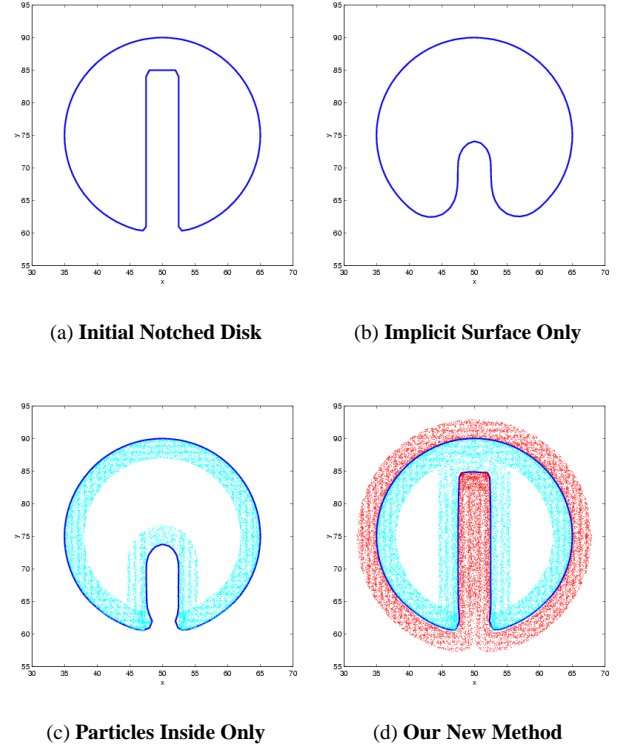 95
90
85
80
75
70
65
60
55
y
30 35 40 45 50 55 60 65 70
x
(a) Initial Notched Disk
95
90
85
80
75
70
65
60
55
y
30 35 40 45 50 55 60 65 70
x
(b) Implicit Surface Only
95
90
85
80
75
70
65
60
55
y
30 35 40 45 50 55 60 65 70
x
(c) Particles Inside Only
95
90
85
80
75
70
65
60
55
y
30 35 40 45 50 55 60 65 70
x
(d) Our New Method